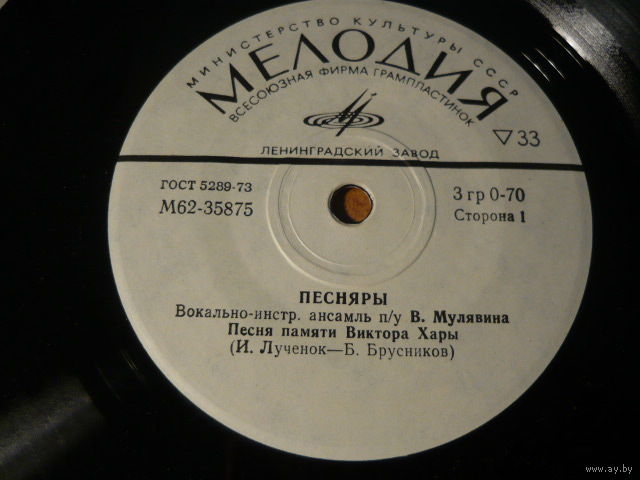 МИНИСТЕРСТВО КУЛЬТУРЫ СССР
МЕЛОДИЯ
ВСЕСОЮЗНАЯ ФИРМА ГРАМПЛАСТИНОК
ЛЕНИНГРАДСКИЙ ЗАВОД
▽33
ГОСТ 5289-73
М62-35875
3 гр 0-70
Сторона 1
ПЕСНЯРЫ
Вокально-инстр. ансамль п/у В. Мулявина
Песня памяти Виктора Хары
(И. Лученок—Б. Брусников)
www.ay.by